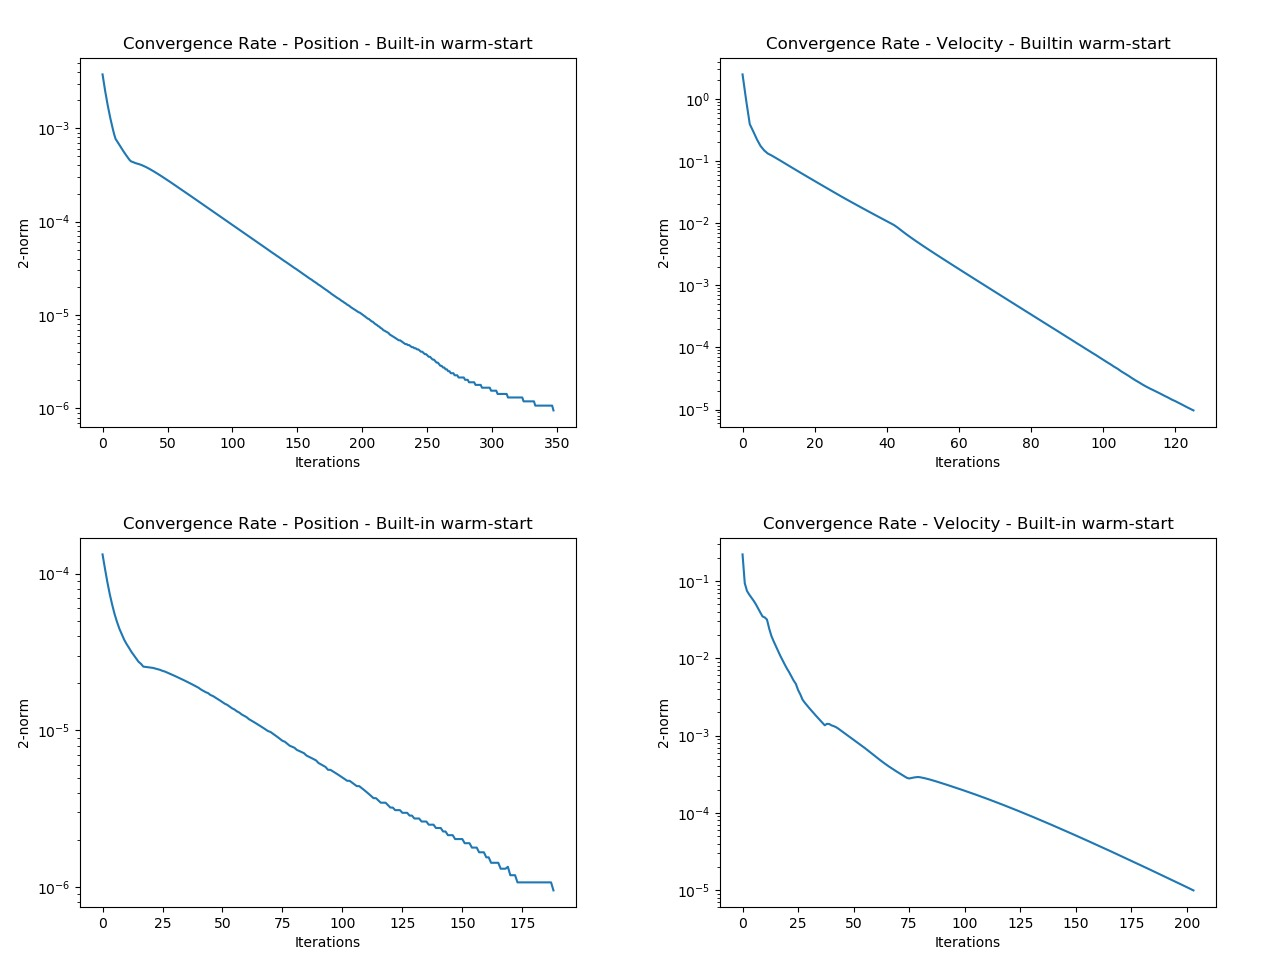 Convergence Rate - Position - Built-in warm-start
2-norm
10⁻³
10⁻⁴
10⁻⁵
10⁻⁶
0 50 100 150 200 250 300 350
Iterations
Convergence Rate - Velocity - Builtin warm-start
2-norm
10⁰
10⁻¹
10⁻²
10⁻³
10⁻⁴
10⁻⁵
0 20 40 60 80 100 120
Iterations
Convergence Rate - Position - Built-in warm-start
2-norm
10⁻⁴
10⁻⁵
10⁻⁶
0 25 50 75 100 125 150 175
Iterations
Convergence Rate - Velocity - Built-in warm-start
2-norm
10⁻¹
10⁻²
10⁻³
10⁻⁴
10⁻⁵
0 25 50 75 100 125 150 175 200
Iterations